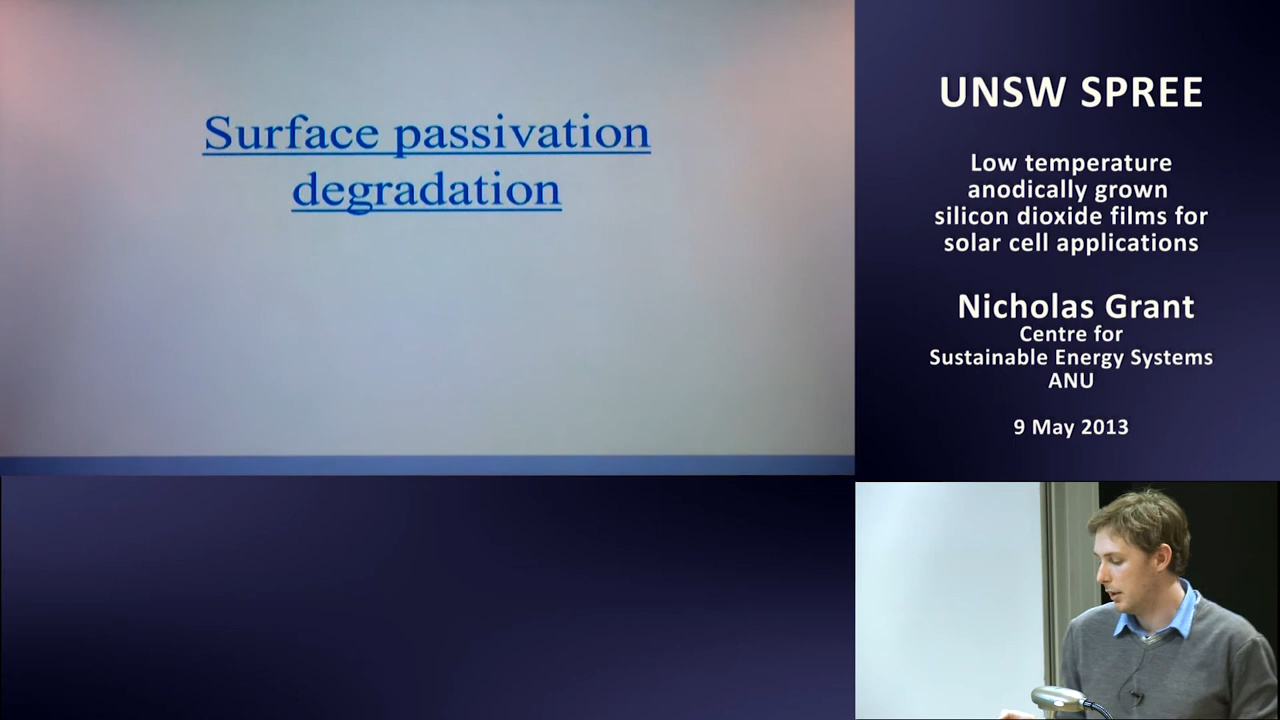 Surface passivation
degradation
UNSW SPREE
Low temperature
anodically grown
silicon dioxide films for
solar cell applications
Nicholas Grant
Centre for
Sustainable Energy Systems
ANU
9 May 2013